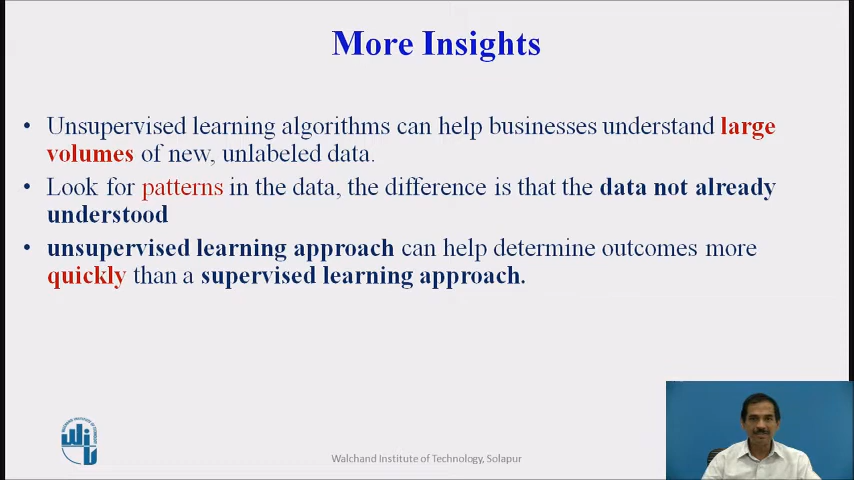 More Insights
• Unsupervised learning algorithms can help businesses understand large
volumes of new, unlabeled data.
• Look for patterns in the data, the difference is that the data not already
understood
• unsupervised learning approach can help determine outcomes more
quickly than a supervised learning approach.
Walchand Institute of Technology, Solapur